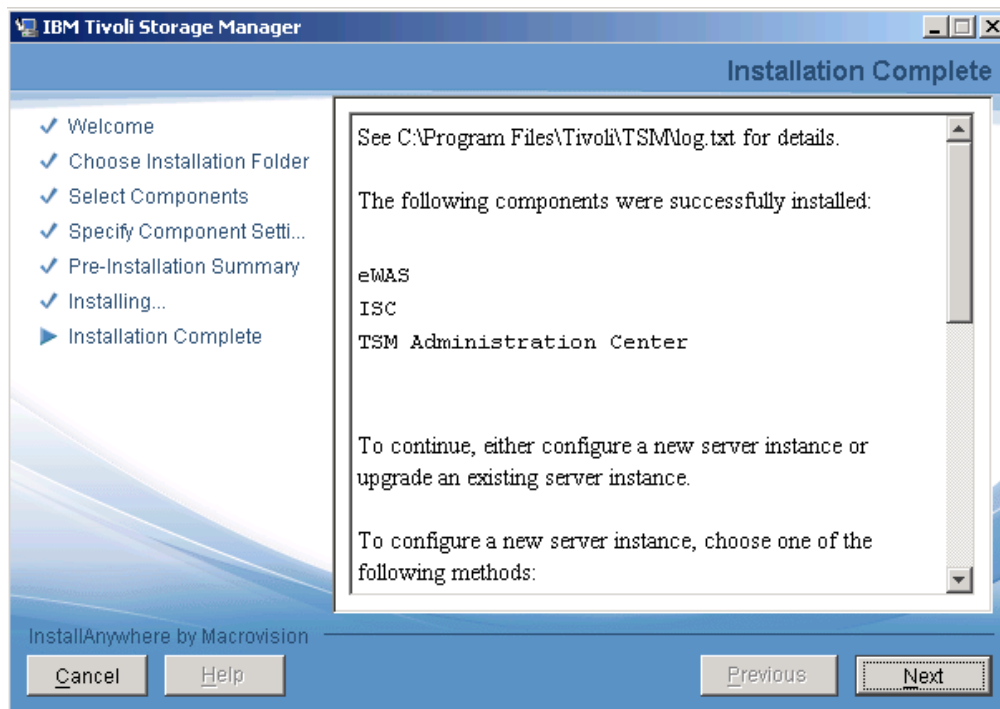 IBM Tivoli Storage Manager
Installation Complete
Welcome
Choose Installation Folder
Select Components
Specify Component Setti...
Pre-Installation Summary
Installing...
Installation Complete
See C:\Program Files\Tivoli\TSM\log.txt for details.
The following components were successfully installed:
eWAS
ISC
TSM Administration Center
To continue, either configure a new server instance or
upgrade an existing server instance.
To configure a new server instance, choose one of the
following methods:
InstallAnywhere by Macrovision
Cancel
Help
Previous
Next